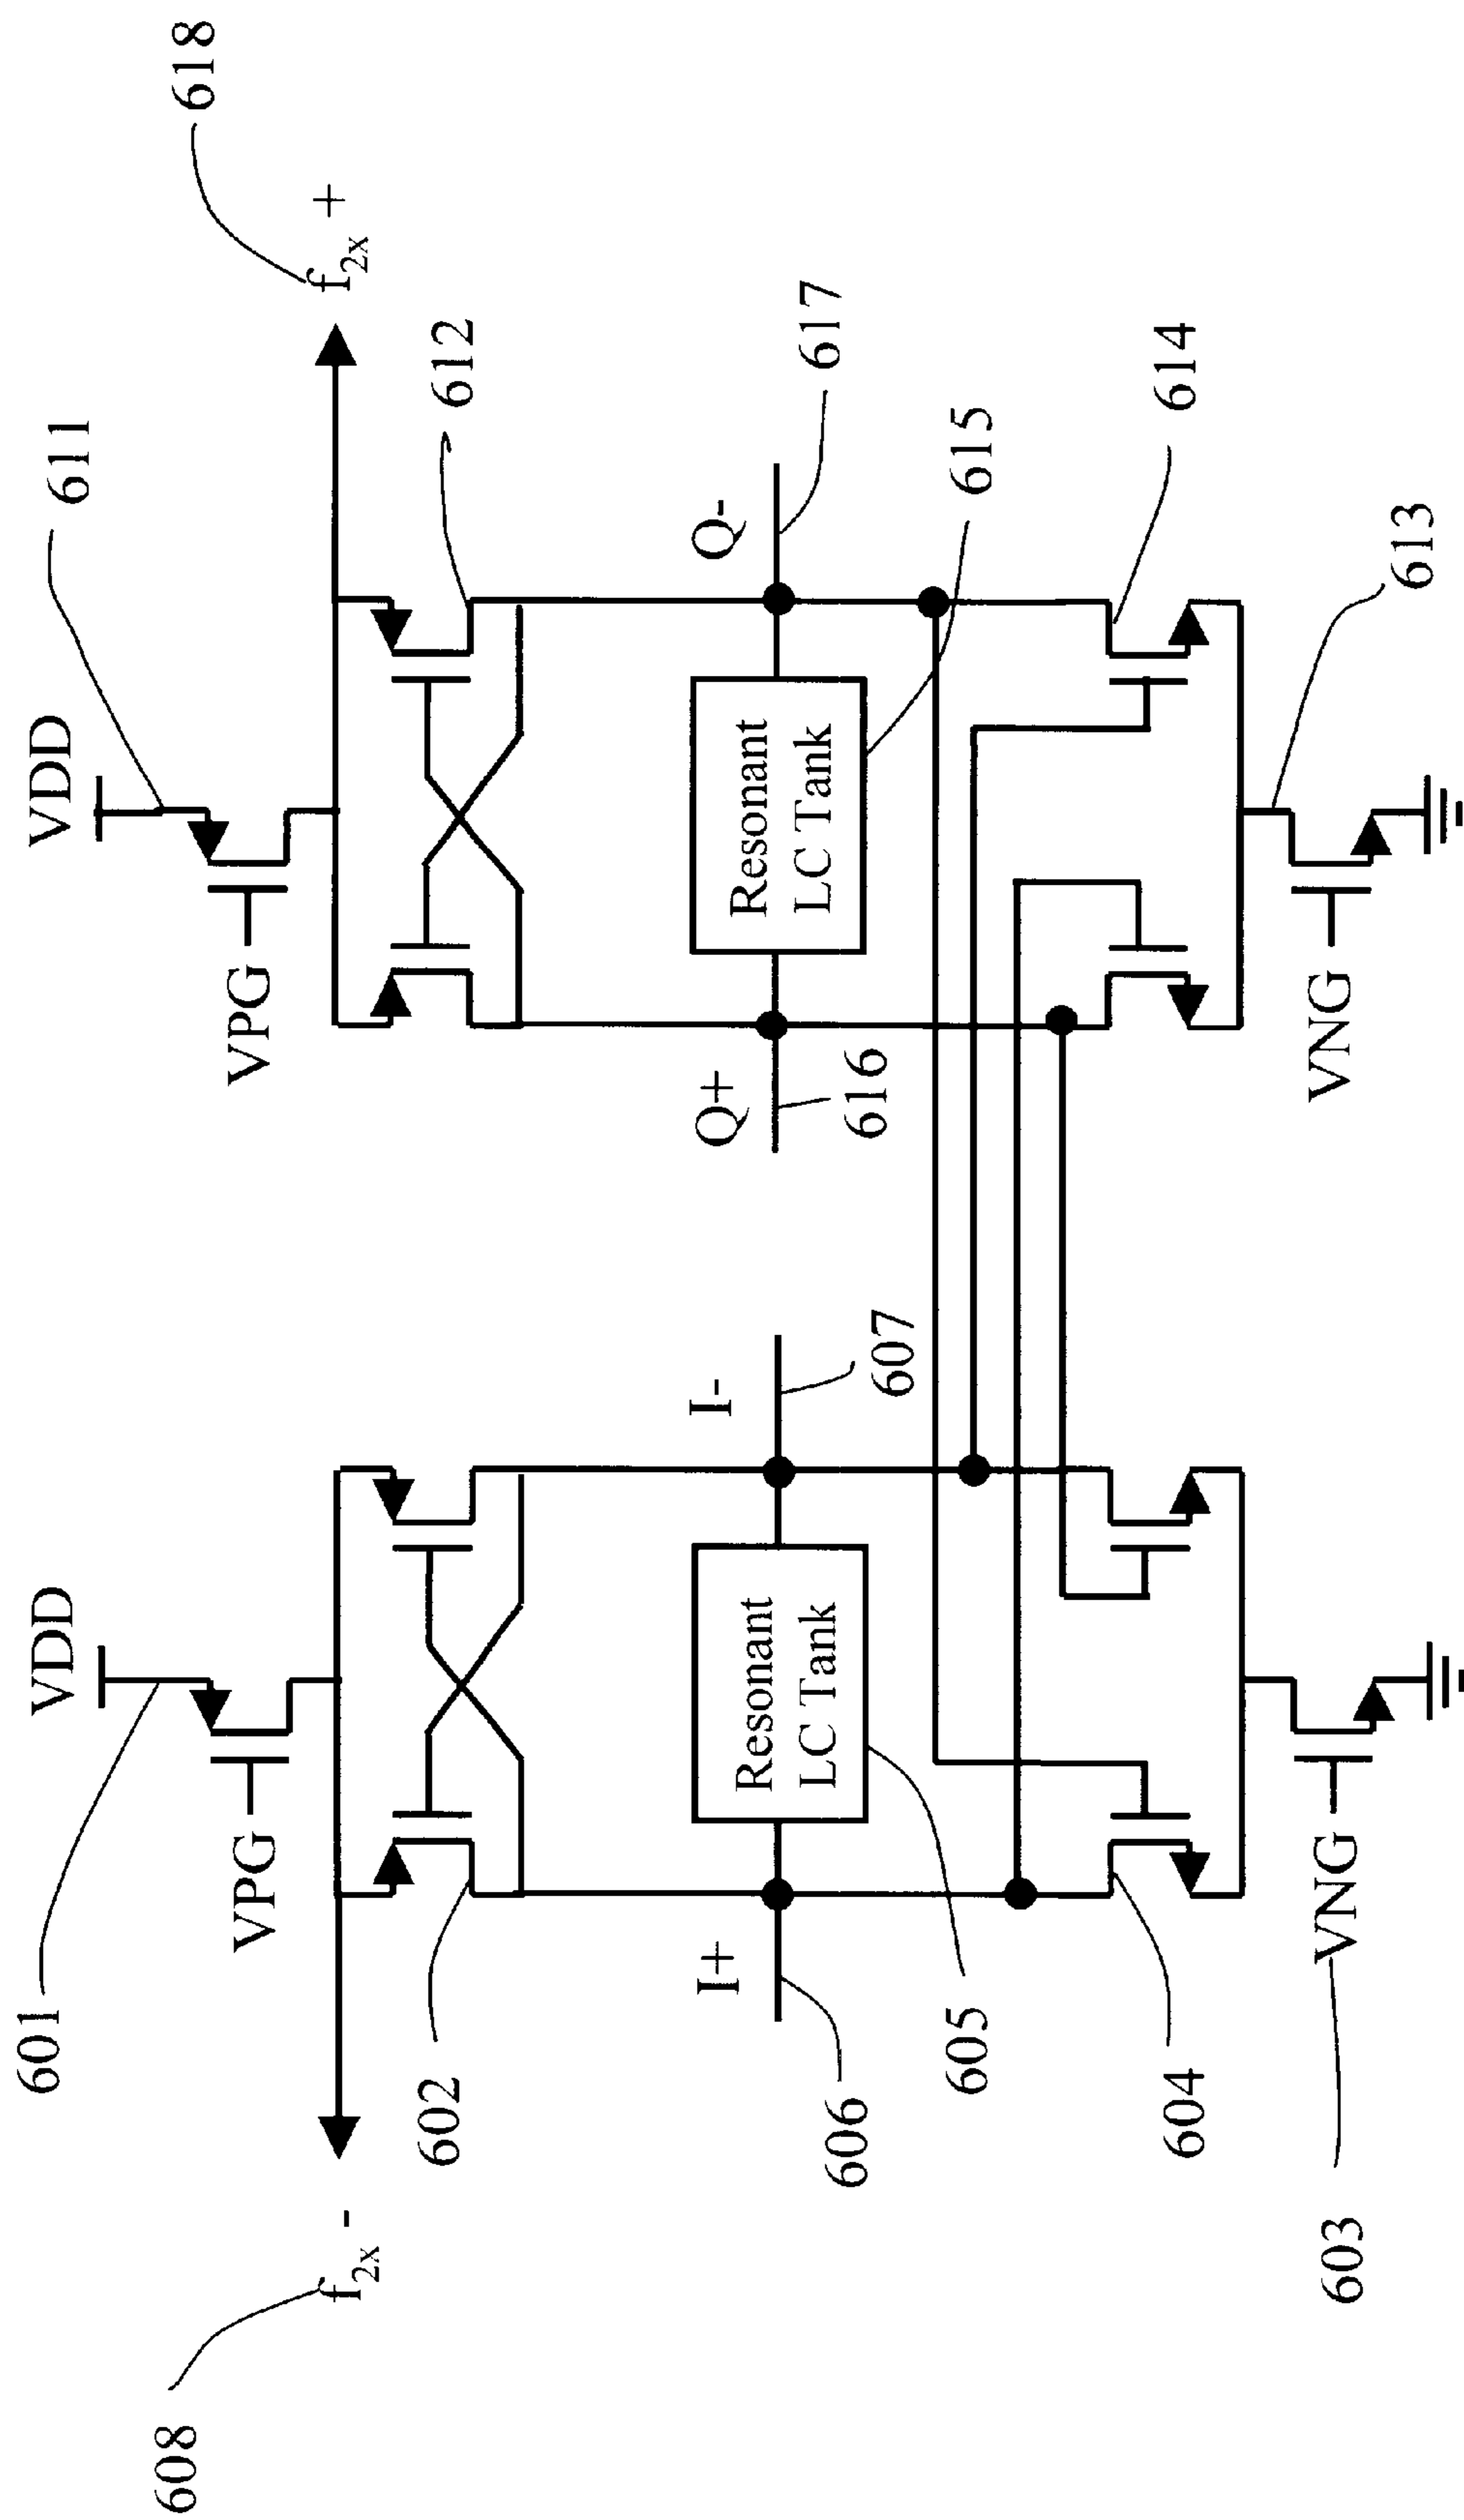 601
VDD
VDD
611
618
608
f2x -
VPG
VPG
f2x +
602
612
606
I+
Resonant
LC Tank
I-
607
Q+
616
Resonant
LC Tank
Q-
617
605
615
604
614
603
VNG
VNG
613